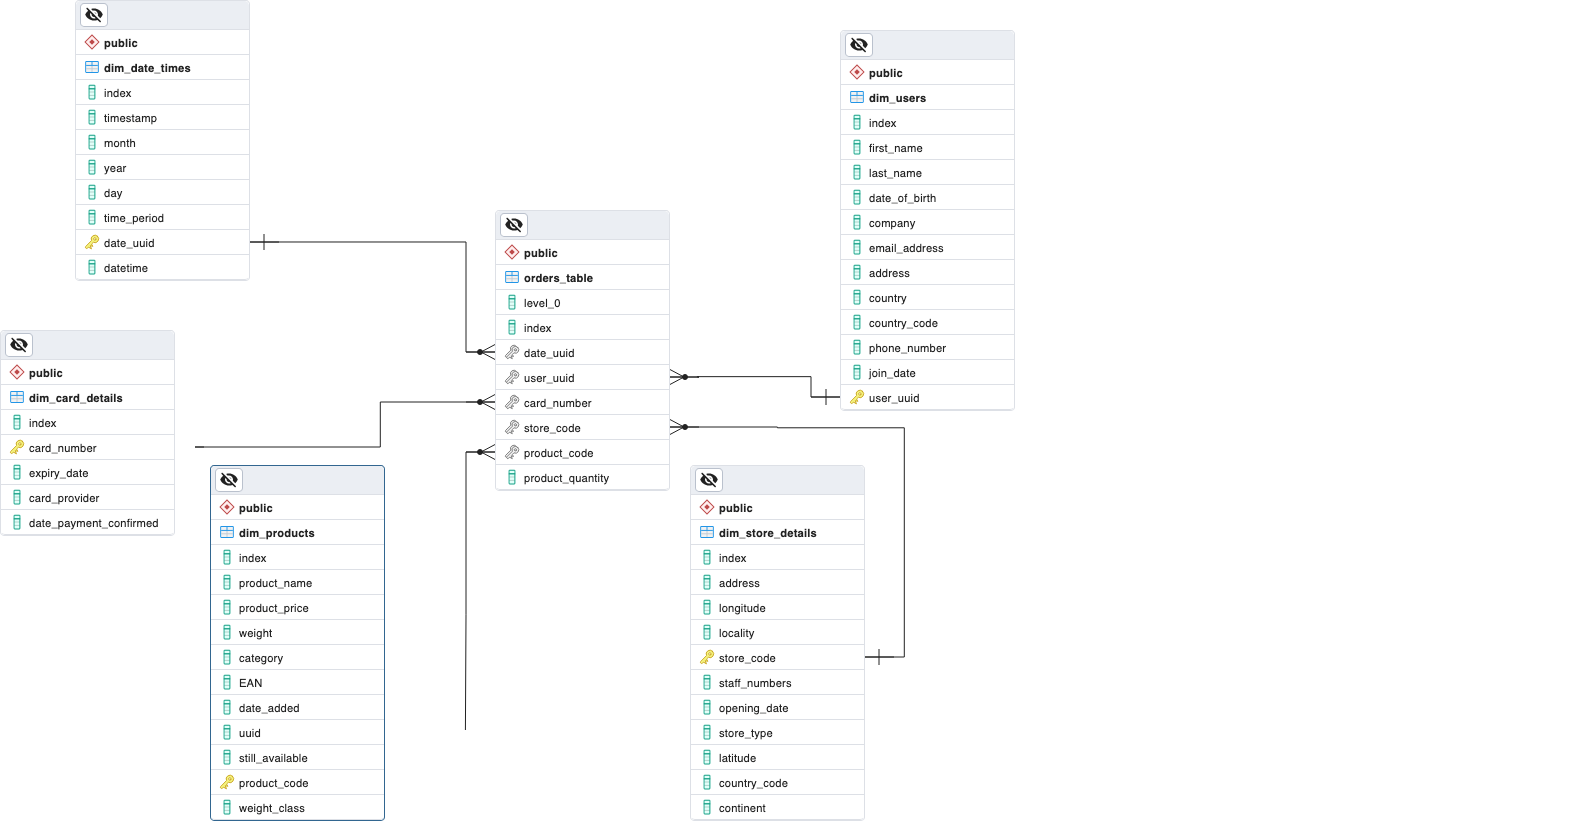 public
dim_date_times
index
timestamp
month
year
day
time_period
date_uuid
datetime
public
dim_users
index
first_name
last_name
date_of_birth
company
email_address
address
country
country_code
phone_number
join_date
user_uuid
public
orders_table
level_0
index
date_uuid
user_uuid
card_number
store_code
product_code
product_quantity
public
dim_card_details
index
card_number
expiry_date
card_provider
date_payment_confirmed
public
dim_products
index
product_name
product_price
weight
category
EAN
date_added
uuid
still_available
product_code
weight_class
public
dim_store_details
index
address
longitude
locality
store_code
staff_numbers
opening_date
store_type
latitude
country_code
continent